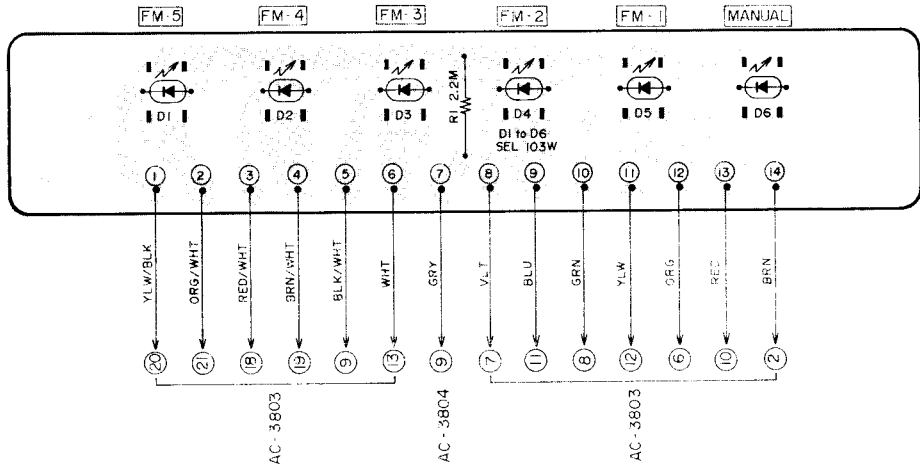 FM-5 FM-4 FM-3 FM-2 FM-1 MANUAL
D1 D2 D3 R1 2.2M D4 D5 D6
D1 to D6
SEL 103W
1 2 3 4 5 6 7 8 9 10 11 12 13 14
YLW/BLK ORG/WHT RED/WHT BRN/WHT BLK/WHT WHT GRY VLT BLU GRN YLW ORG RED BRN
20 21 18 19 9 13 9 7 11 8 12 6 10 2
AC-3803 AC-3804 AC-3803